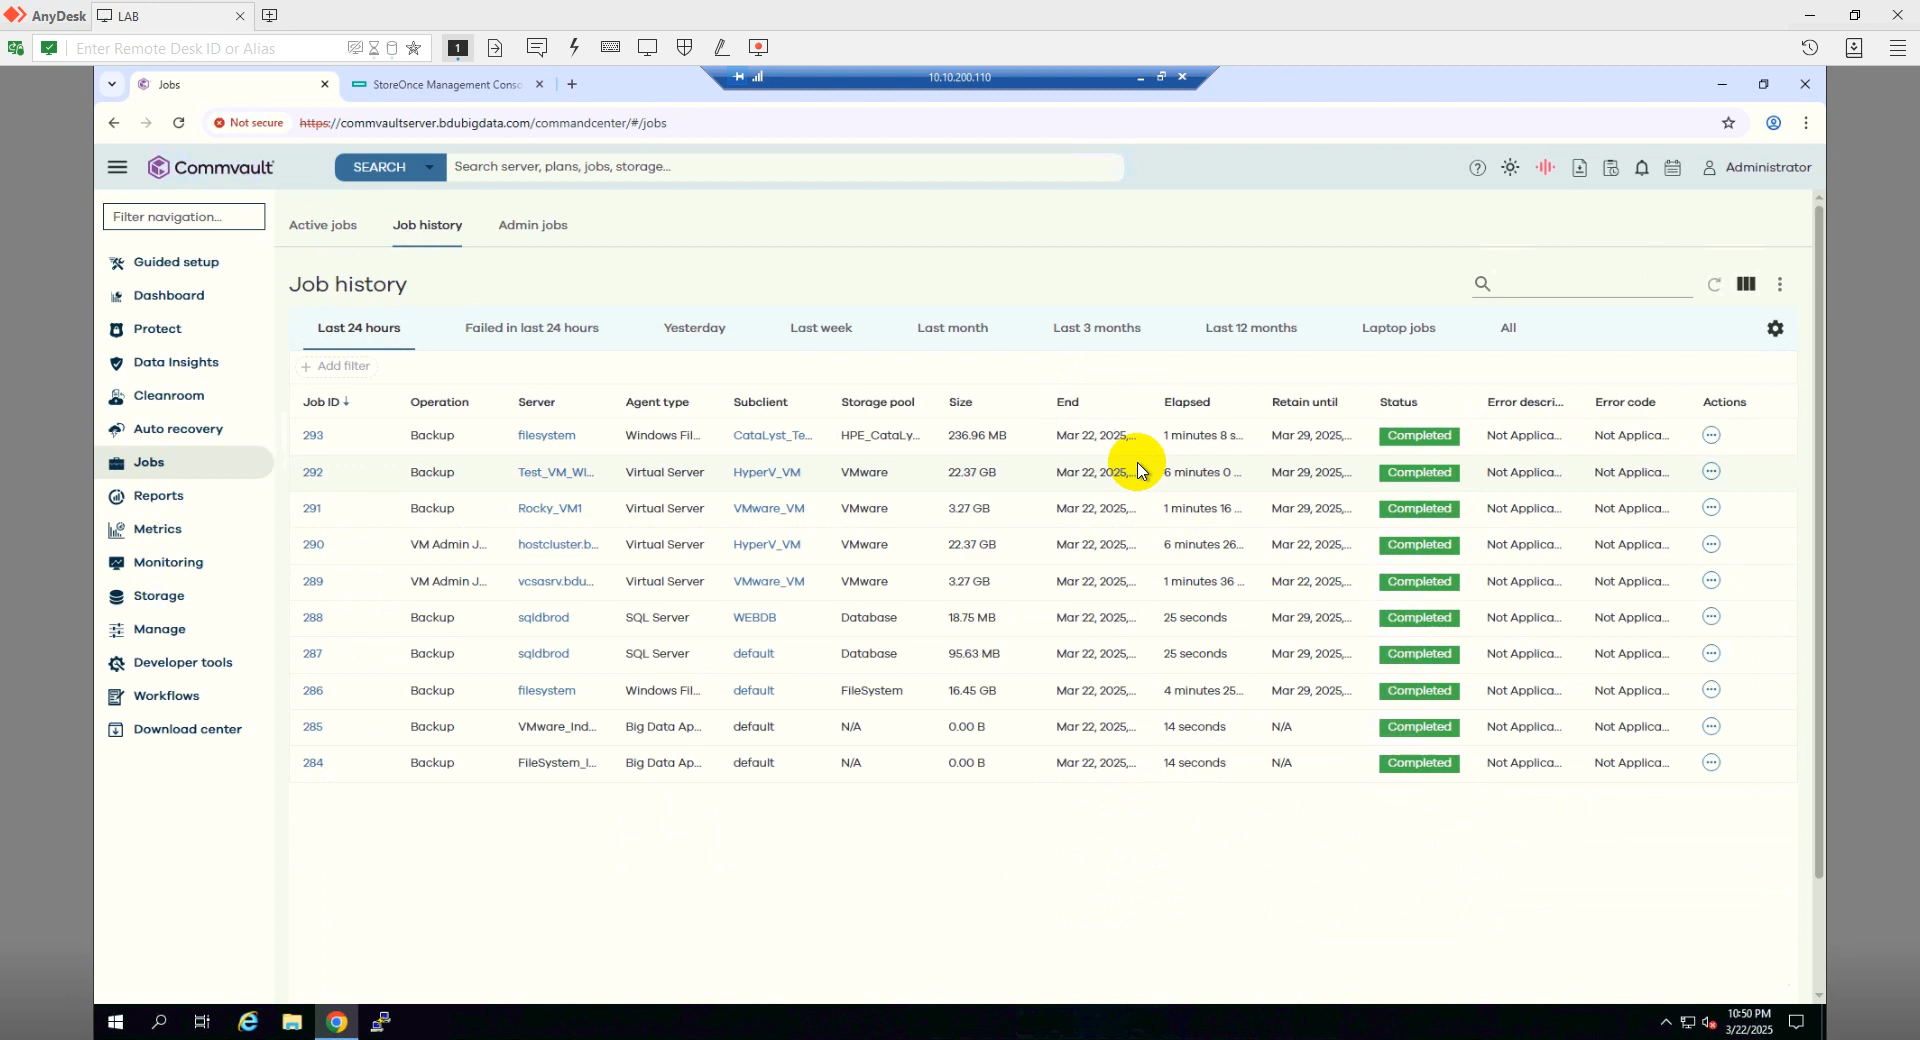 AnyDesk LAB
Enter Remote Desk ID or Alias 1
Jobs StoreOnce Management Conso 10.10.200.110
Not secure https://commvaultserver.bdubigdata.com/commandcenter/#/jobs
Commvault SEARCH Search server, plans, jobs, storage... Administrator
Filter navigation...
Guided setup
Dashboard
Protect
Data Insights
Cleanroom
Auto recovery
Jobs
Reports
Metrics
Monitoring
Storage
Manage
Developer tools
Workflows
Download center
Active jobs Job history Admin jobs
Job history
Last 24 hours Failed in last 24 hours Yesterday Last week Last month Last 3 months Last 12 months Laptop jobs All
+ Add filter
Job ID ↓ Operation Server Agent type Subclient Storage pool Size End Elapsed Retain until Status Error descri... Error code Actions
293 Backup filesystem Windows Fil... CataLyst_Te... HPE_CataLy... 236.96 MB Mar 22, 2025,... 1 minutes 8 s... Mar 29, 2025,... Completed Not Applica... Not Applica...
292 Backup Test_VM_WI... Virtual Server HyperV_VM VMware 22.37 GB Mar 22, 2025,... 6 minutes 0 ... Mar 29, 2025,... Completed Not Applica... Not Applica...
291 Backup Rocky_VM1 Virtual Server VMware_VM VMware 3.27 GB Mar 22, 2025,... 1 minutes 16 ... Mar 29, 2025,... Completed Not Applica... Not Applica...
290 VM Admin J... hostcluster.b... Virtual Server HyperV_VM VMware 22.37 GB Mar 22, 2025,... 6 minutes 26... Mar 22, 2025,... Completed Not Applica... Not Applica...
289 VM Admin J... vcsasrv.bdu... Virtual Server VMware_VM VMware 3.27 GB Mar 22, 2025,... 1 minutes 36 ... Mar 22, 2025,... Completed Not Applica... Not Applica...
288 Backup sqldbrod SQL Server WEBDB Database 18.75 MB Mar 22, 2025,... 25 seconds Mar 29, 2025,... Completed Not Applica... Not Applica...
287 Backup sqldbrod SQL Server default Database 95.63 MB Mar 22, 2025,... 25 seconds Mar 29, 2025,... Completed Not Applica... Not Applica...
286 Backup filesystem Windows Fil... default FileSystem 16.45 GB Mar 22, 2025,... 4 minutes 25... Mar 29, 2025,... Completed Not Applica... Not Applica...
285 Backup VMware_Ind... Big Data Ap... default N/A 0.00 B Mar 22, 2025,... 14 seconds N/A Completed Not Applica... Not Applica...
284 Backup FileSystem_I... Big Data Ap... default N/A 0.00 B Mar 22, 2025,... 14 seconds N/A Completed Not Applica... Not Applica...
10:50 PM
3/22/2025